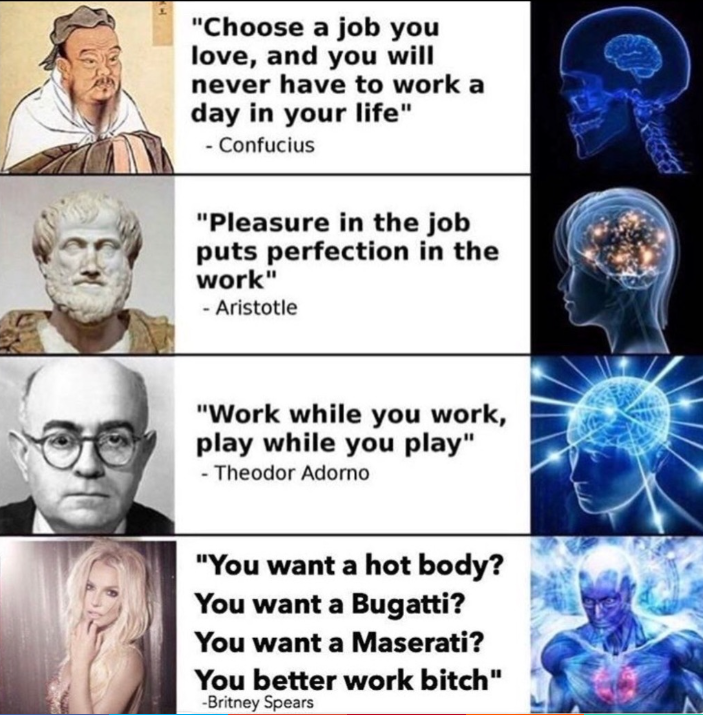 "Choose a job you
love, and you will
never have to work a
day in your life"
- Confucius
"Pleasure in the job
puts perfection in the
work"
- Aristotle
"Work while you work,
play while you play"
- Theodor Adorno
"You want a hot body?
You want a Bugatti?
You want a Maserati?
You better work bitch"
-Britney Spears